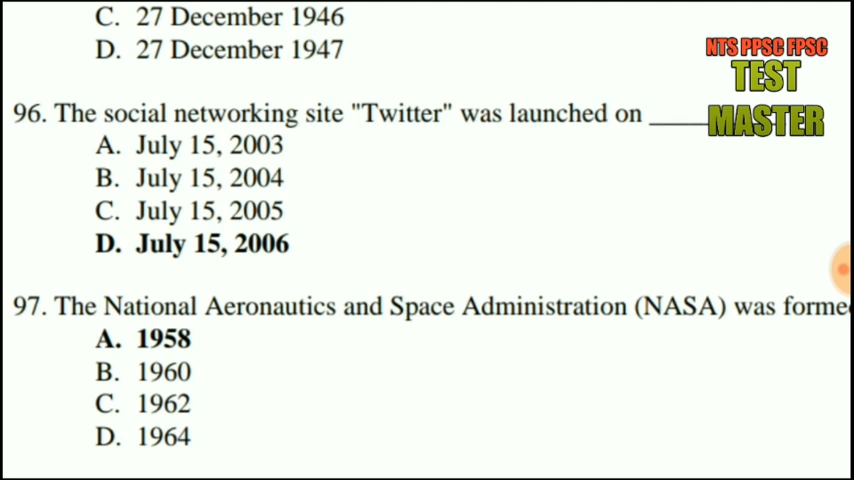 C. 27 December 1946
D. 27 December 1947
NTS PPSC FPSC
TEST
MASTER
96. The social networking site "Twitter" was launched on ____
A. July 15, 2003
B. July 15, 2004
C. July 15, 2005
D. July 15, 2006
97. The National Aeronautics and Space Administration (NASA) was forme
A. 1958
B. 1960
C. 1962
D. 1964